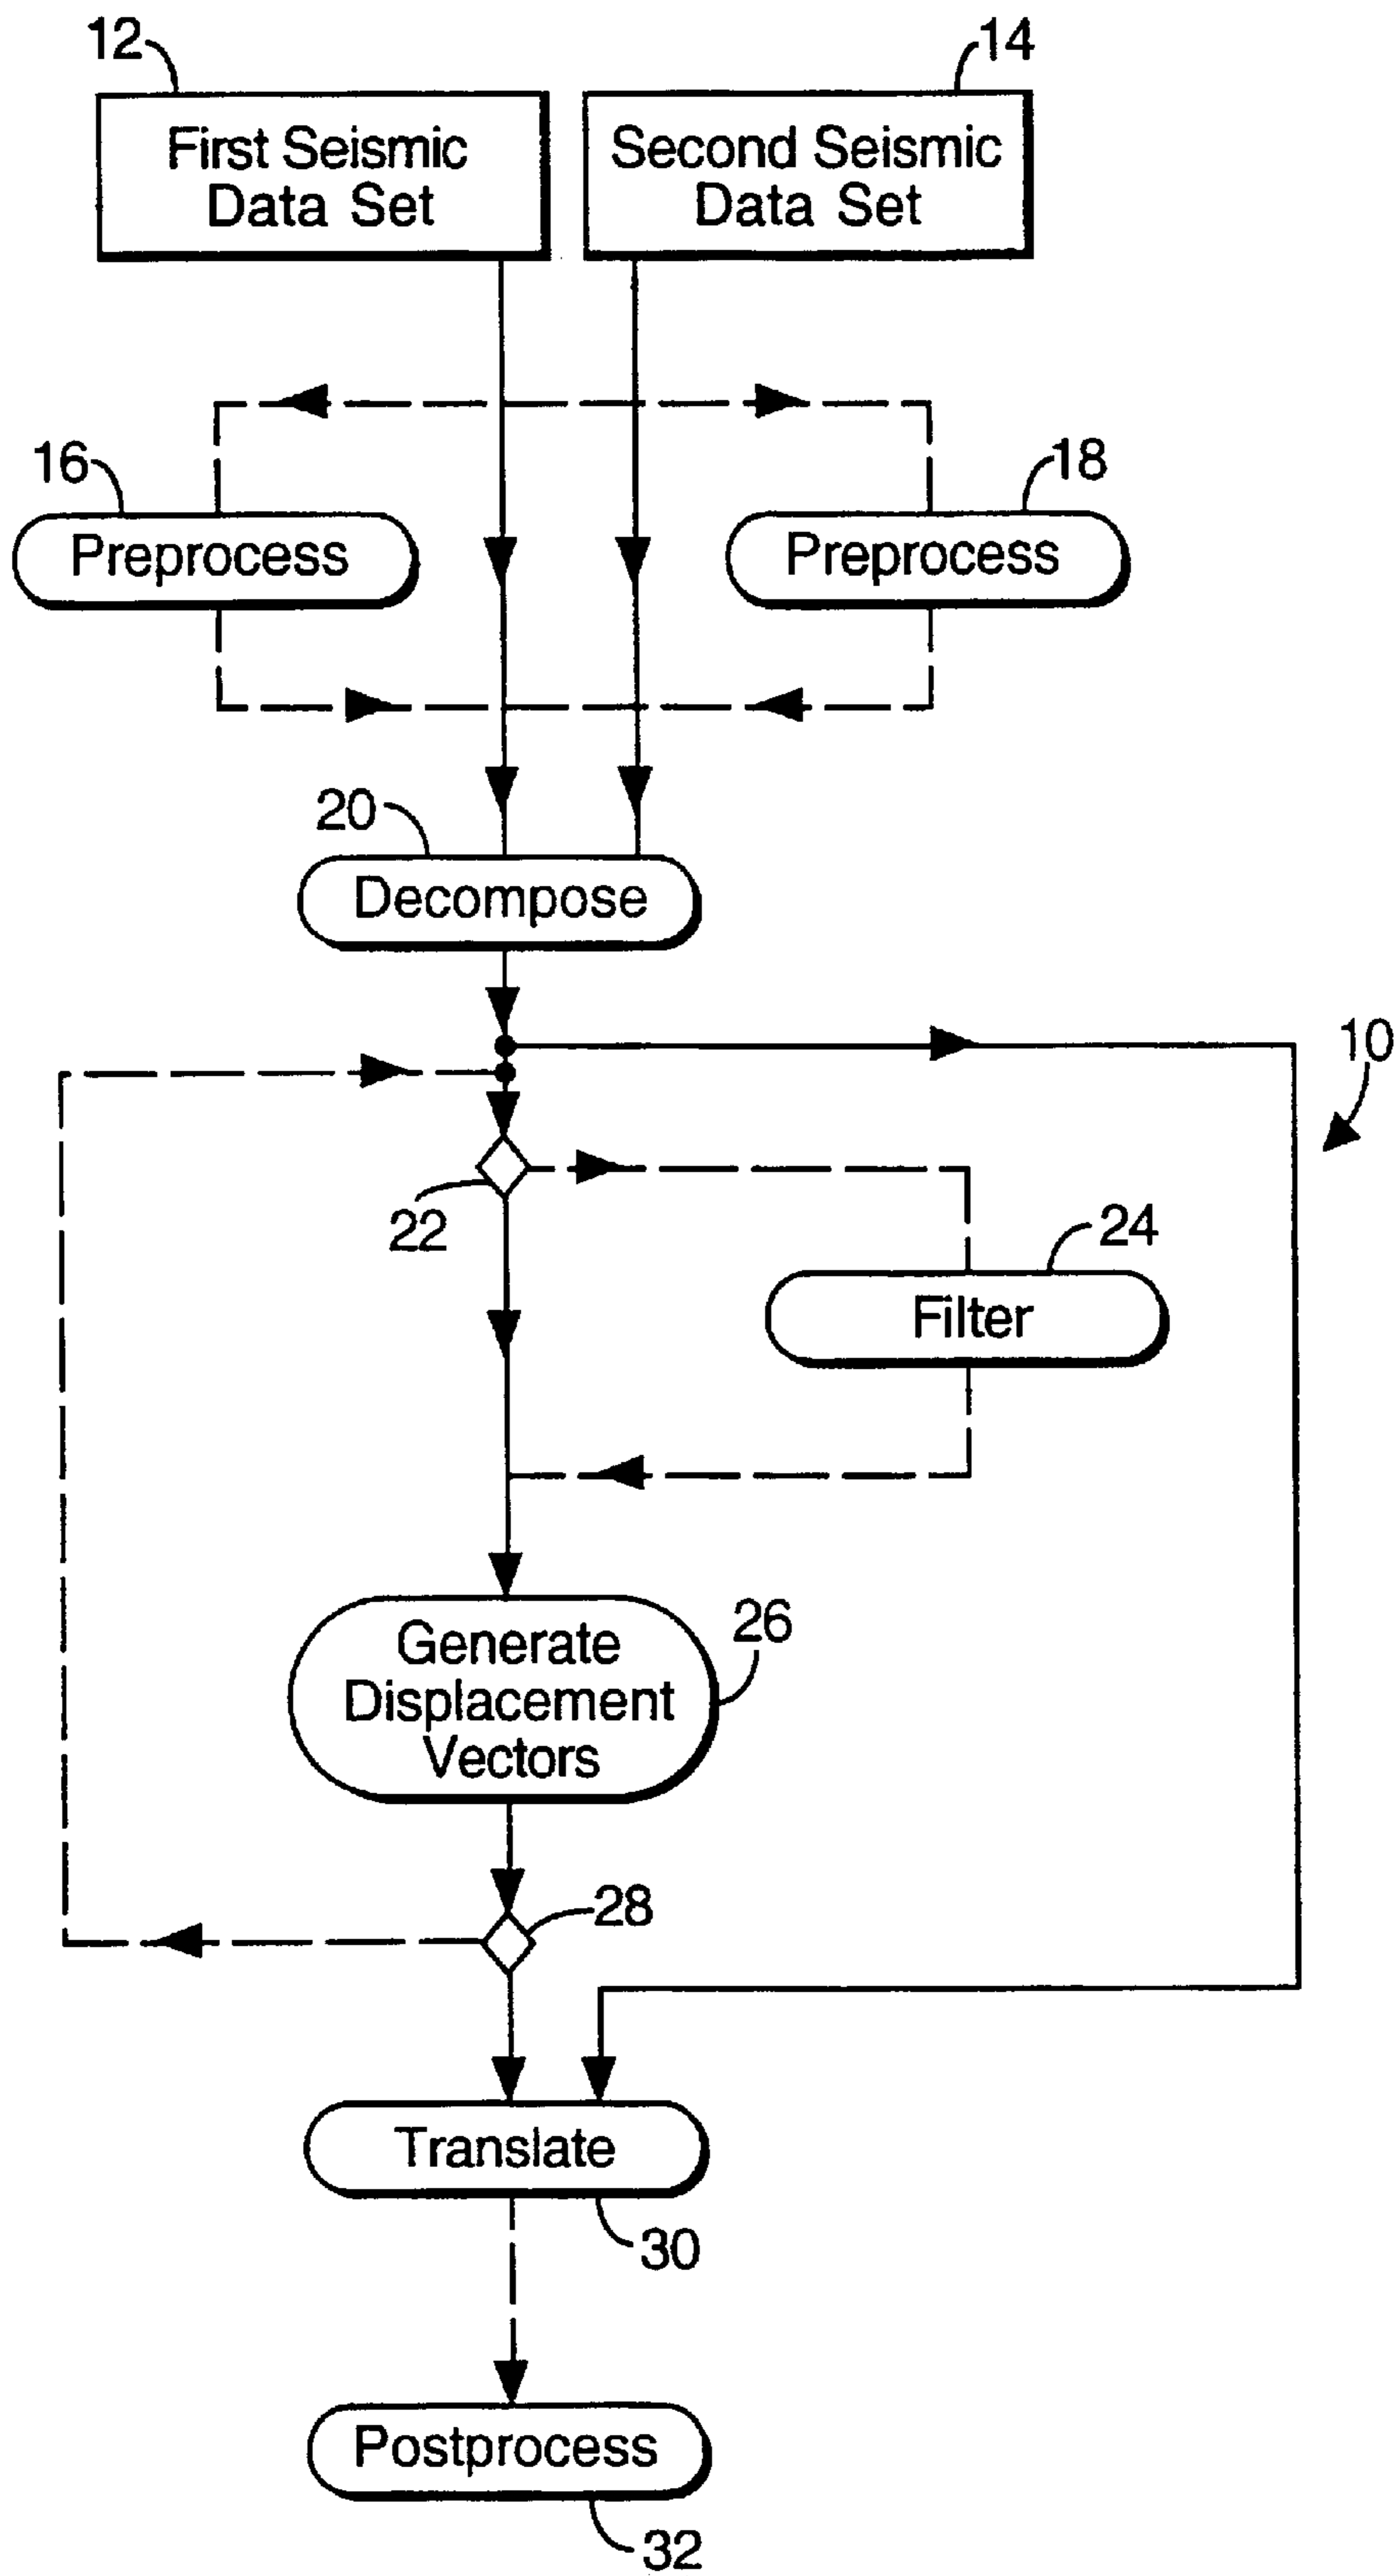 12
14
First Seismic
Data Set
Second Seismic
Data Set
16
18
Preprocess
Preprocess
20
Decompose
10
22
24
Filter
Generate
Displacement
Vectors
26
28
Translate
30
Postprocess
32